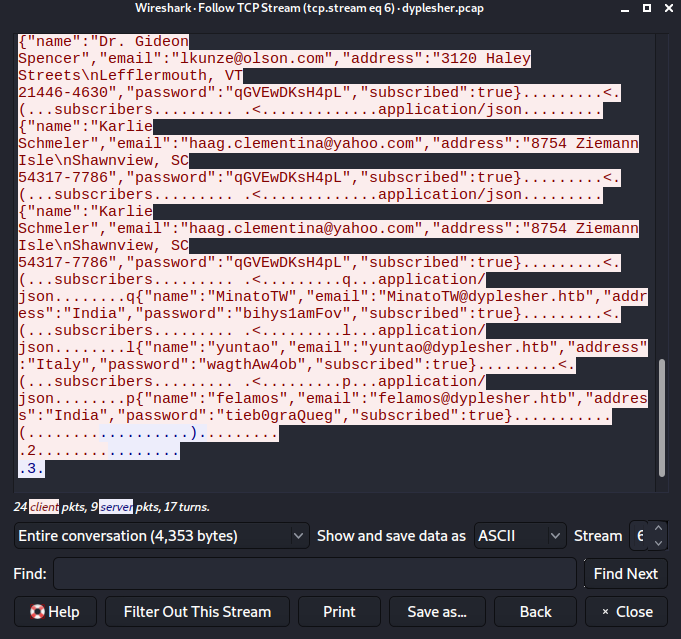 Wireshark · Follow TCP Stream (tcp.stream eq 6) · dyplesher.pcap
{"name":"Dr. Gideon
Spencer","email":"lkunze@olson.com","address":"3120 Haley
Streets\nLefflermouth, VT
21446-4630","password":"qGVEwDKsH4pL","subscribed":true}.........<.
(...subscribers......... .<.............application/json.........
{"name":"Karlie
Schmeler","email":"haag.clementina@yahoo.com","address":"8754 Ziemann
Isle\nShawnview, SC
54317-7786","password":"qGVEwDKsH4pL","subscribed":true}.........<.
(...subscribers......... .<.............application/json.........
{"name":"Karlie
Schmeler","email":"haag.clementina@yahoo.com","address":"8754 Ziemann
Isle\nShawnview, SC
54317-7786","password":"qGVEwDKsH4pL","subscribed":true}.........<.
(...subscribers......... .<.........q...application/
json........q{"name":"MinatoTW","email":"MinatoTW@dyplesher.htb","addr
ess":"India","password":"bihys1amFov","subscribed":true}.........<.
(...subscribers......... .<.........l...application/
json........l{"name":"yuntao","email":"yuntao@dyplesher.htb","address"
:"Italy","password":"wagthAw4ob","subscribed":true}.........<.
(...subscribers......... .<.........p...application/
json........p{"name":"felamos","email":"felamos@dyplesher.htb","addres
s":"India","password":"tieb0graQueg","subscribed":true}...........
(..................).........
.2................
.3.
24 client pkts, 9 server pkts, 17 turns.
Entire conversation (4,353 bytes) Show and save data as ASCII Stream 6
Find: Find Next
Help Filter Out This Stream Print Save as... Back × Close